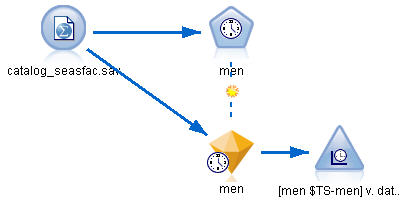 catalog_seasfac.sav
men
men
[men $TS-men] v. dat..